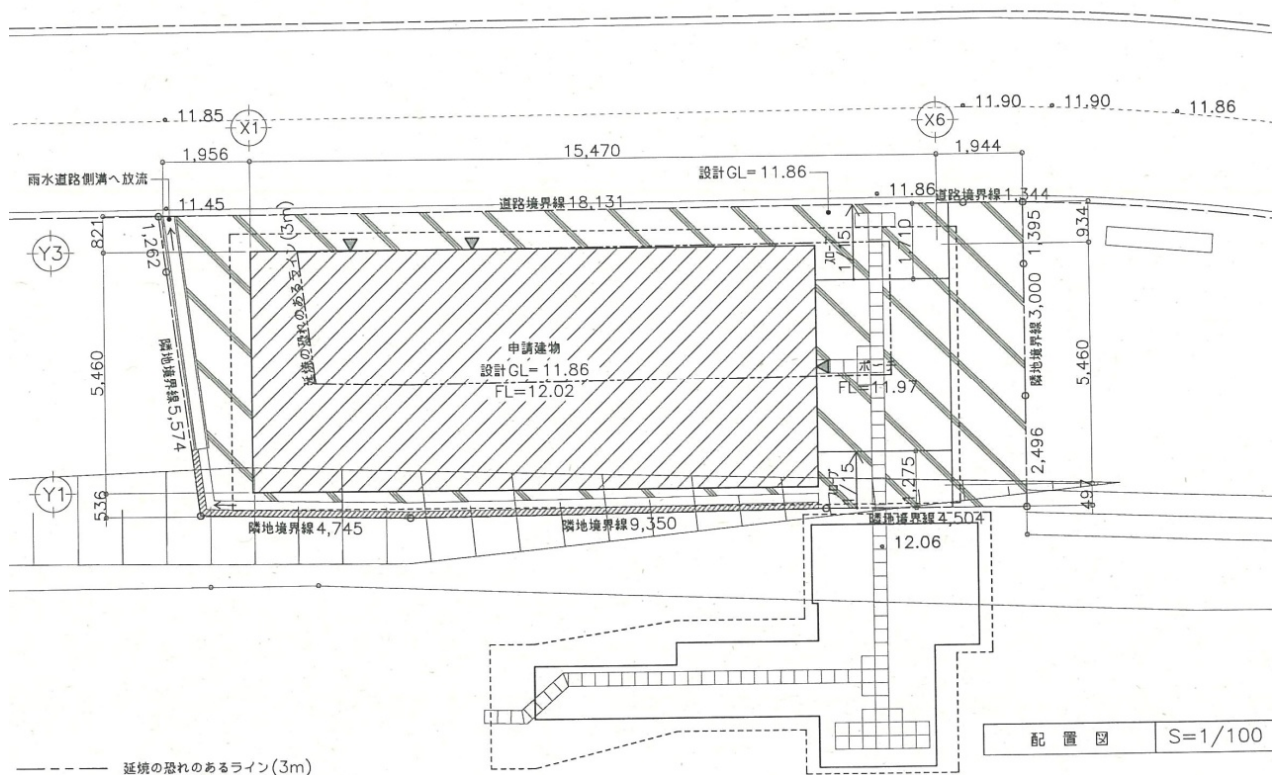 11.85
X1
X6
11.90
11.90
11.86
1,956
15,470
1,944
雨水道路側溝へ放流
設計GL=11.86
11.86
11.45
道路境界線18,131
道路境界線1,344
821
1,262
Y3
延焼の恐れのあるライン(3m)
1,710
1,395
934
隣地境界線5,574
5,460
申請建物
設計GL=11.86
FL=12.02
FL=11.97
隣地境界線3,000
5,460
2,496
Y1
536
1,275
497
隣地境界線4,745
隣地境界線9,350
隣地境界線4,504
12.06
配置図
S=1/100
延焼の恐れのあるライン(3m)